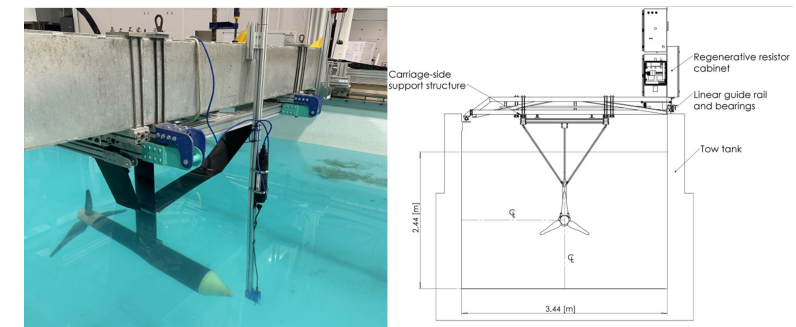 Carriage-side
support structure
Regenerative resistor
cabinet
Linear guide rail
and bearings
Tow tank
2.44 [m]
℄
℄
3.44 [m]